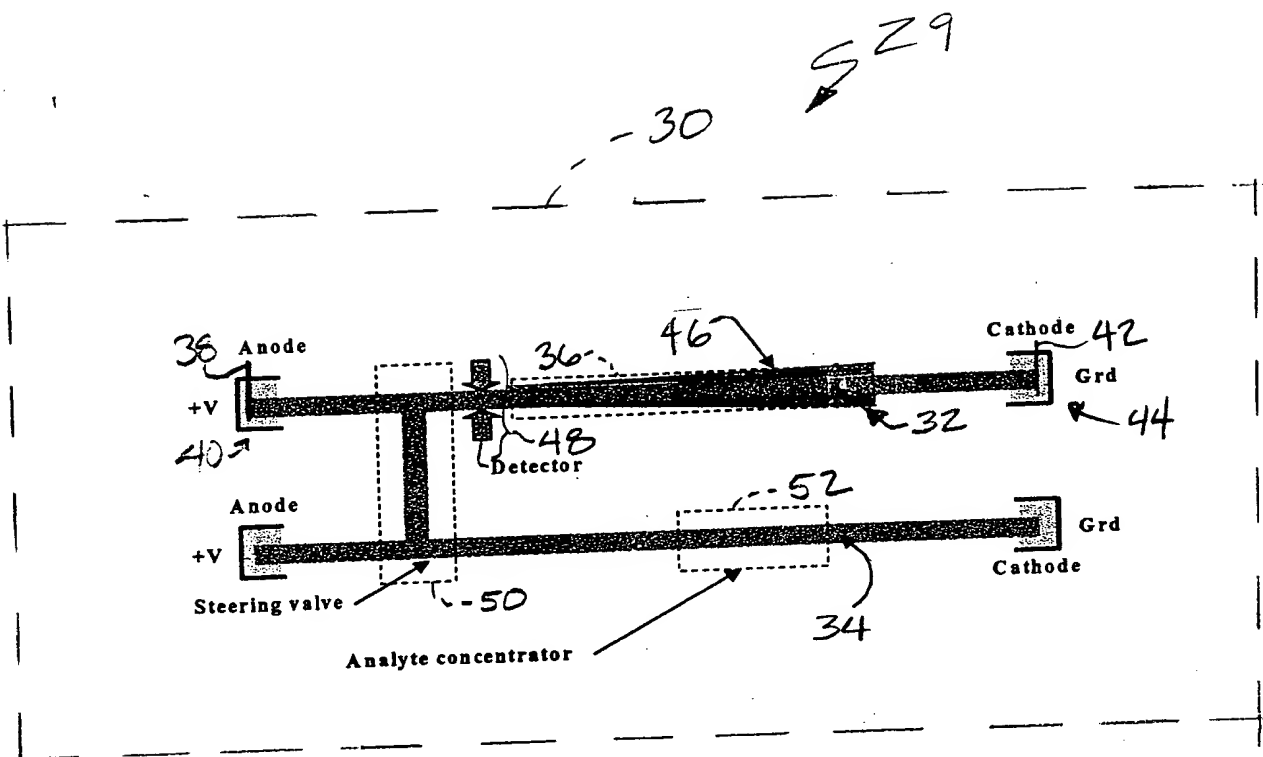 29
30
46
Cathode 42
38 Anode
36
Grd
+V
32
44
40
48
Detector
52
Anode
Grd
+V
Cathode
Steering valve
50
34
Analyte concentrator